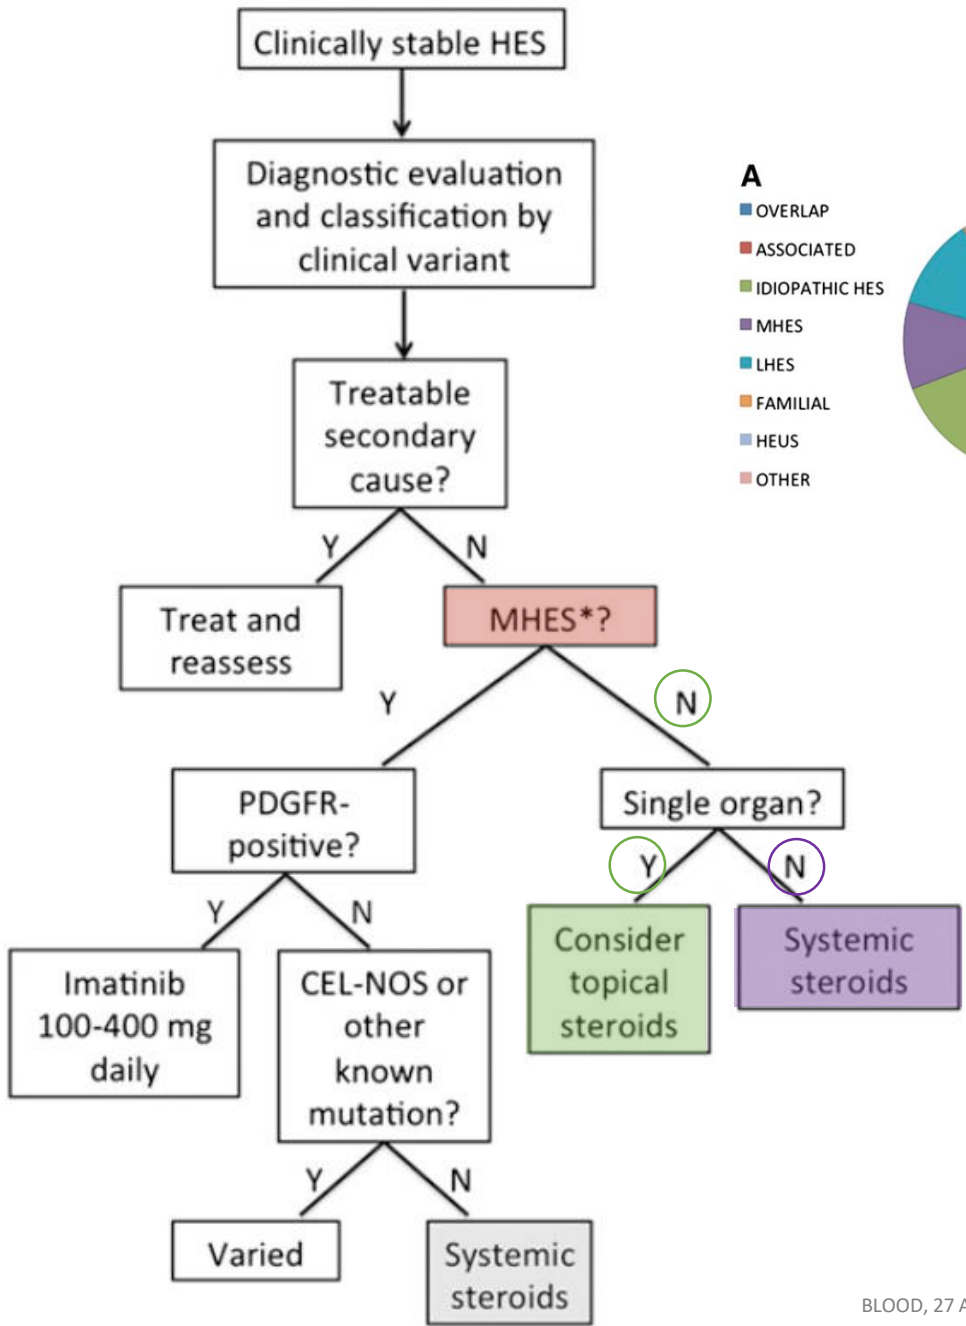 Clinically stable HES
Diagnostic evaluation
and classification by
clinical variant
Treatable
secondary
cause?
Y
N
Treat and
reassess
MHES*?
Y
N
PDGFR-
positive?
Single organ?
Y
N
Y
N
Imatinib
100-400 mg
daily
CEL-NOS or
other
known
mutation?
Consider
topical
steroids
Systemic
steroids
Y
N
Varied
Systemic
steroids
A
OVERLAP
ASSOCIATED
IDIOPATHIC HES
MHES
LHES
FAMILIAL
HEUS
OTHER
BLOOD, 27 A